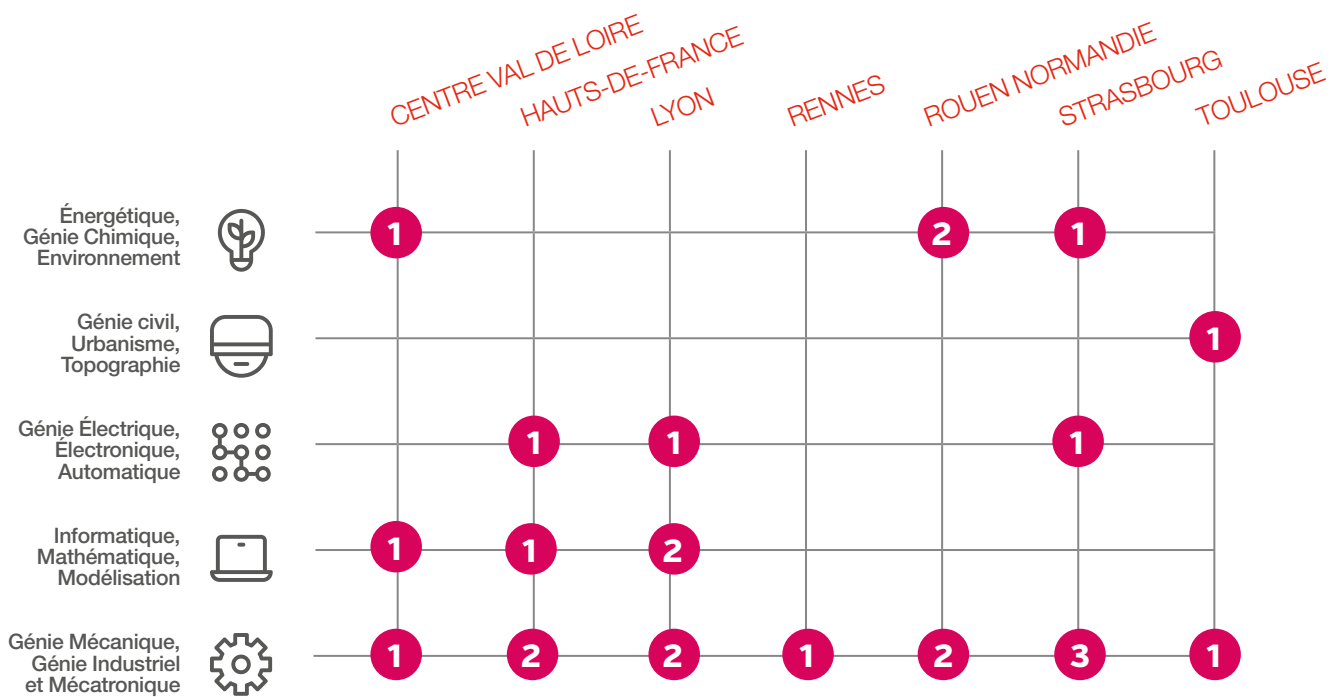 CENTRE VAL DE LOIRE
HAUTS-DE-FRANCE
LYON
RENNES
ROUEN NORMANDIE
STRASBOURG
TOULOUSE
Énergétique,
Génie Chimique,
Environnement
1 2 1
Génie civil,
Urbanisme,
Topographie
1
Génie Électrique,
Électronique,
Automatique
1 1 1
Informatique,
Mathématique,
Modélisation
1 1 2
Génie Mécanique,
Génie Industriel
et Mécatronique
1 2 2 1 2 3 1